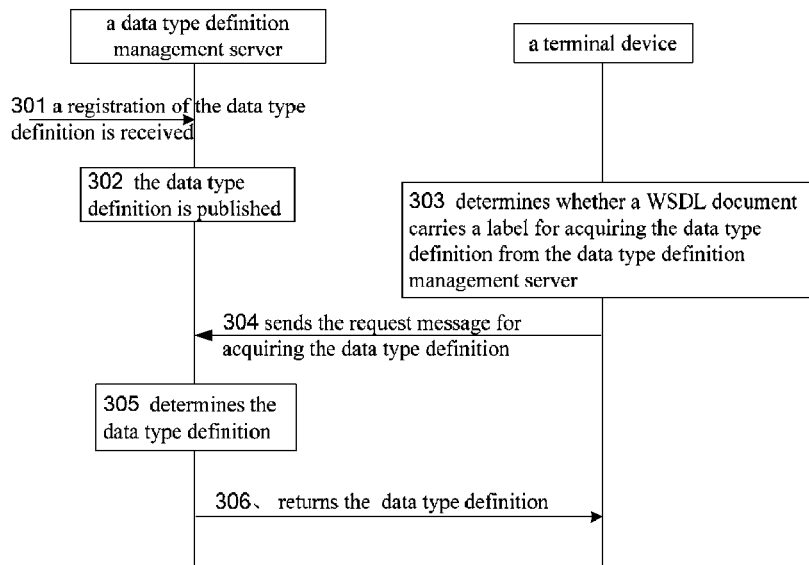 a data type definition
management server
a terminal device
301 a registration of the data type
definition is received
302 the data type
definition is published
303 determines whether a WSDL document
carries a label for acquiring the data type
definition from the data type definition
management server
304 sends the request message for
acquiring the data type definition
305 determines the
data type definition
306、 returns the data type definition